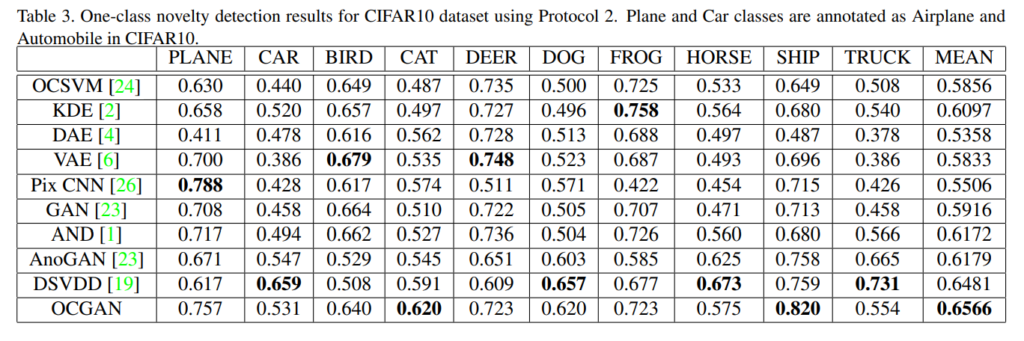 Table 3. One-class novelty detection results for CIFAR10 dataset using Protocol 2. Plane and Car classes are annotated as Airplane and
Automobile in CIFAR10.
PLANE CAR BIRD CAT DEER DOG FROG HORSE SHIP TRUCK MEAN
OCSVM [24] 0.630 0.440 0.649 0.487 0.735 0.500 0.725 0.533 0.649 0.508 0.5856
KDE [2] 0.658 0.520 0.657 0.497 0.727 0.496 0.758 0.564 0.680 0.540 0.6097
DAE [4] 0.411 0.478 0.616 0.562 0.728 0.513 0.688 0.497 0.487 0.378 0.5358
VAE [6] 0.700 0.386 0.679 0.535 0.748 0.523 0.687 0.493 0.696 0.386 0.5833
Pix CNN [26] 0.788 0.428 0.617 0.574 0.511 0.571 0.422 0.454 0.715 0.426 0.5506
GAN [23] 0.708 0.458 0.664 0.510 0.722 0.505 0.707 0.471 0.713 0.458 0.5916
AND [1] 0.717 0.494 0.662 0.527 0.736 0.504 0.726 0.560 0.680 0.566 0.6172
AnoGAN [23] 0.671 0.547 0.529 0.545 0.651 0.603 0.585 0.625 0.758 0.665 0.6179
DSVDD [19] 0.617 0.659 0.508 0.591 0.609 0.657 0.677 0.673 0.759 0.731 0.6481
OCGAN 0.757 0.531 0.640 0.620 0.723 0.620 0.723 0.575 0.820 0.554 0.6566